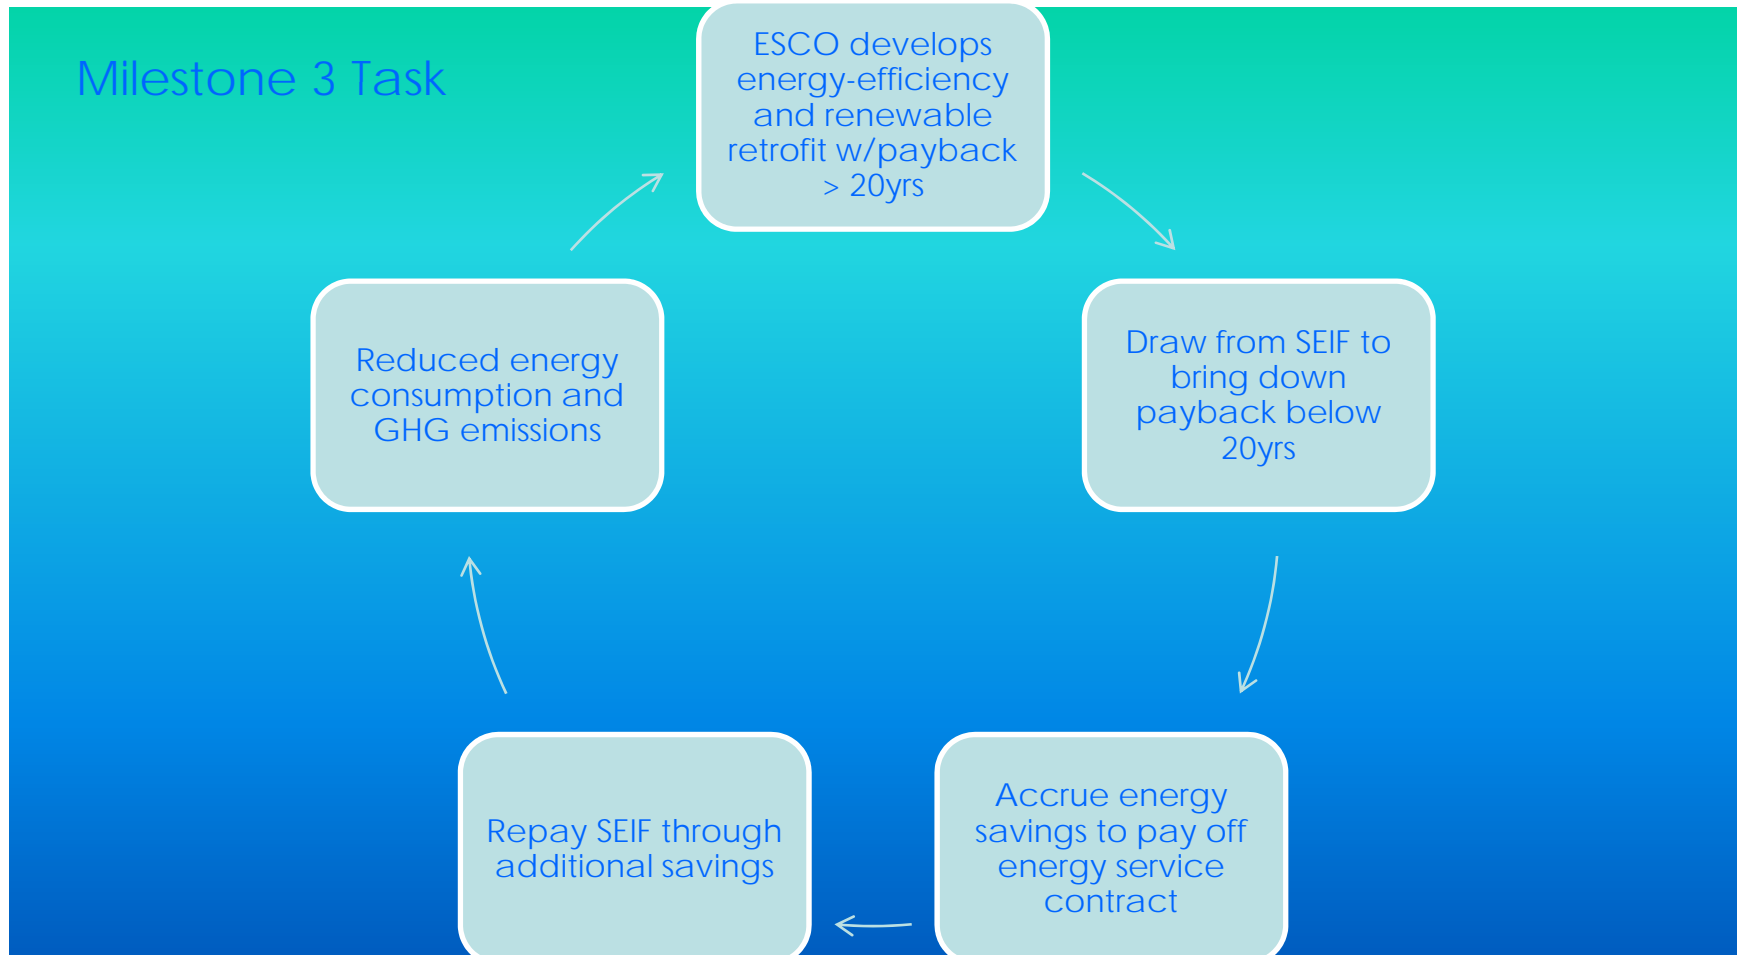 Milestone 3 Task
ESCO develops
energy-efficiency
and renewable
retrofit w/payback
> 20yrs
Draw from SEIF to
bring down
payback below
20yrs
Accrue energy
savings to pay off
energy service
contract
Repay SEIF through
additional savings
Reduced energy
consumption and
GHG emissions